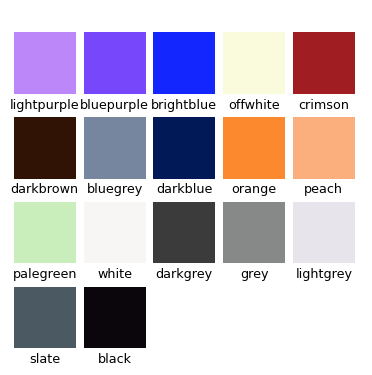 lightpurple bluepurple brightblue offwhite crimson
darkbrown bluegrey darkblue orange peach
palegreen white darkgrey grey lightgrey
slate black